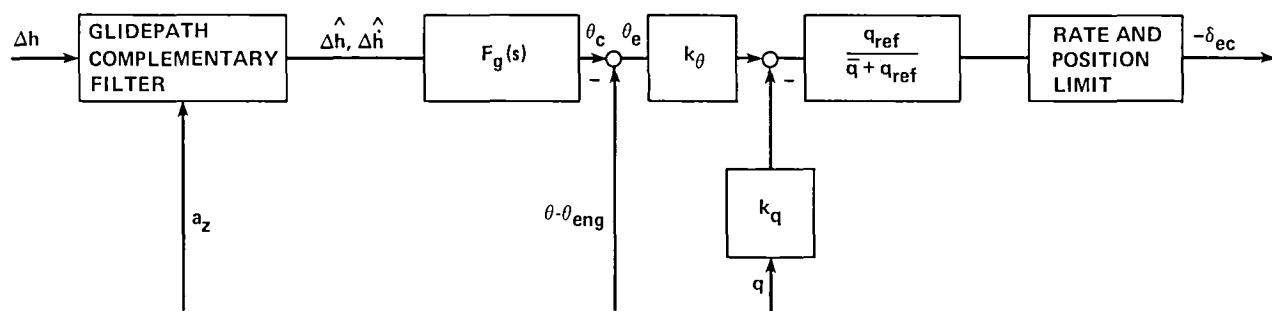 Δh
GLIDEPATH
COMPLEMENTARY
FILTER
Δĥ, Δḣ̂
F_g(s)
θ_c
θ_e
−
k_θ
−
q_ref
q̅ + q_ref
RATE AND
POSITION
LIMIT
−δ_ec
a_z
θ-θ_eng
k_q
q